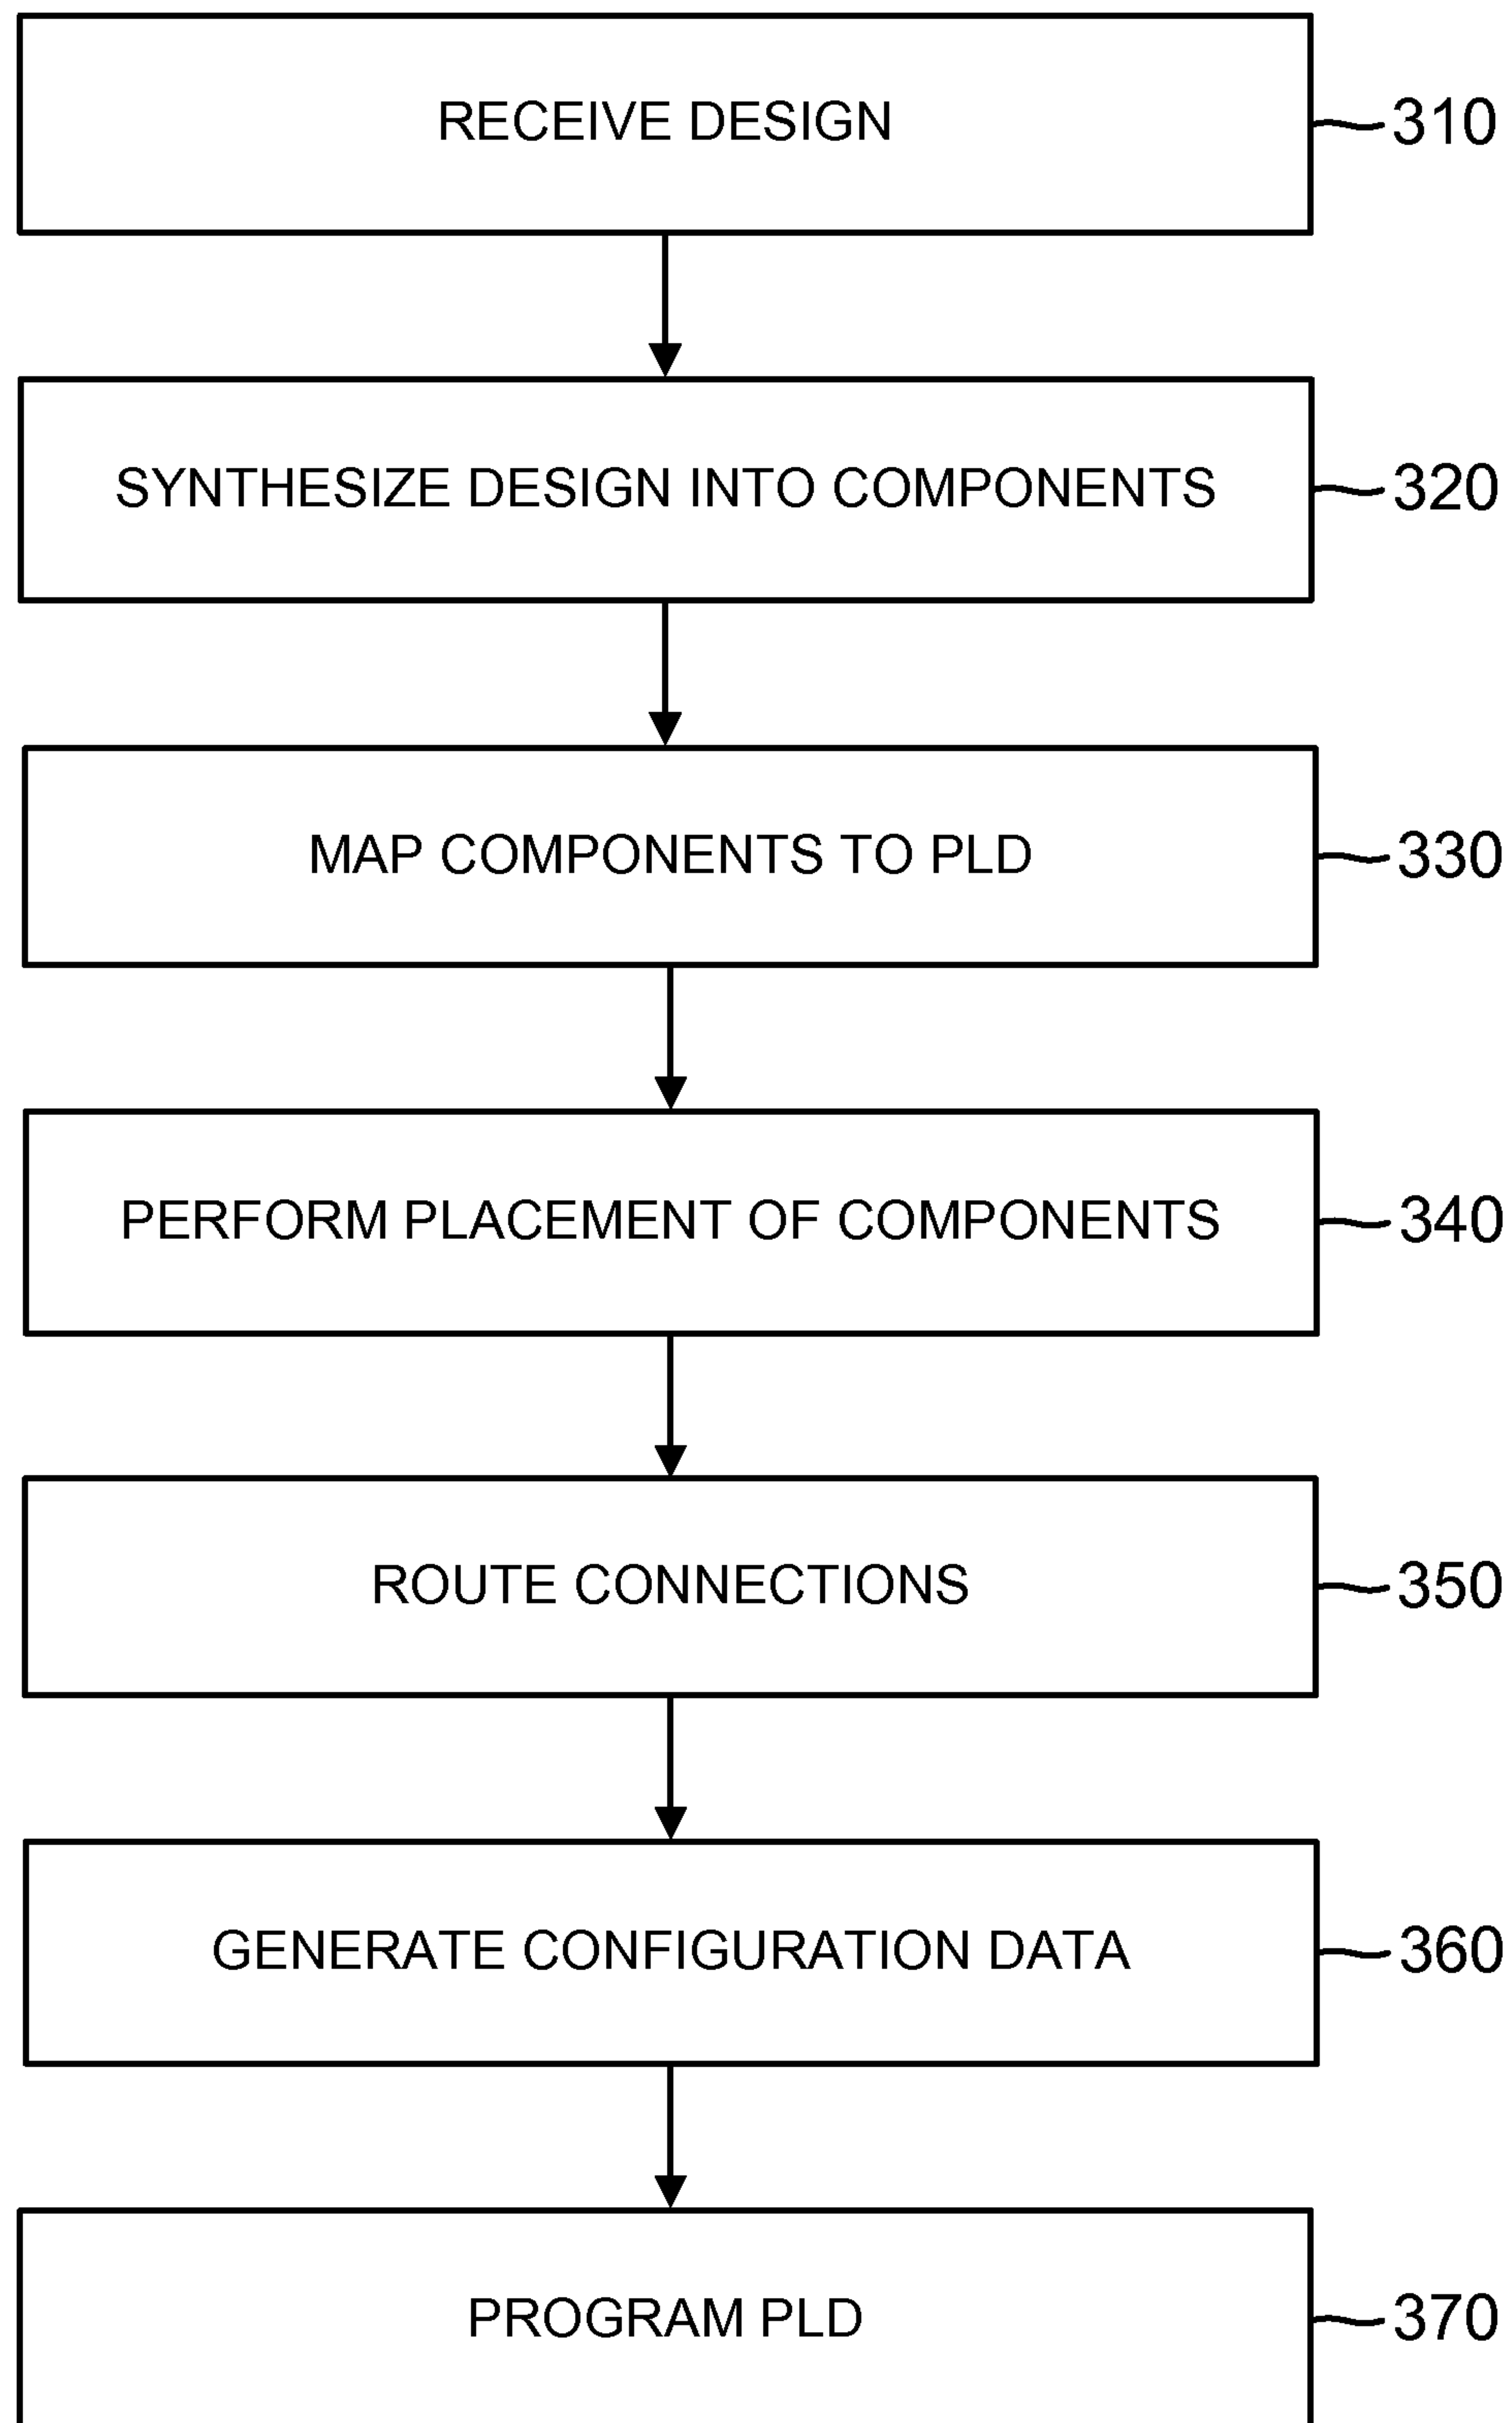 RECEIVE DESIGN
310
SYNTHESIZE DESIGN INTO COMPONENTS
320
MAP COMPONENTS TO PLD
330
PERFORM PLACEMENT OF COMPONENTS
340
ROUTE CONNECTIONS
350
GENERATE CONFIGURATION DATA
360
PROGRAM PLD
370